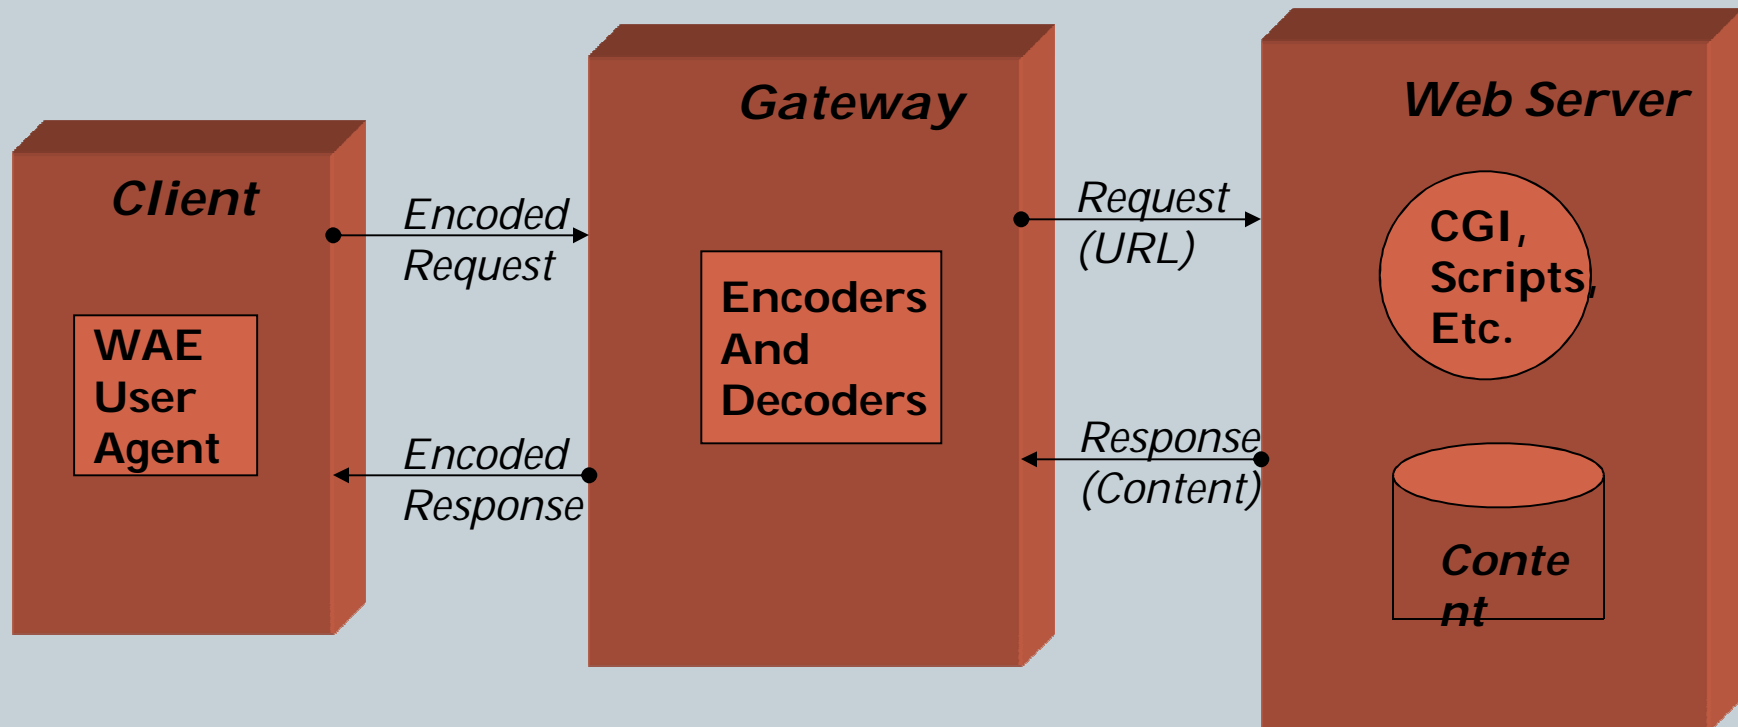 Client
WAE
User
Agent
Encoded
Request
Encoded
Response
Gateway
Encoders
And
Decoders
Request
(URL)
Response
(Content)
Web Server
CGI,
Scripts,
Etc.
Conte
nt